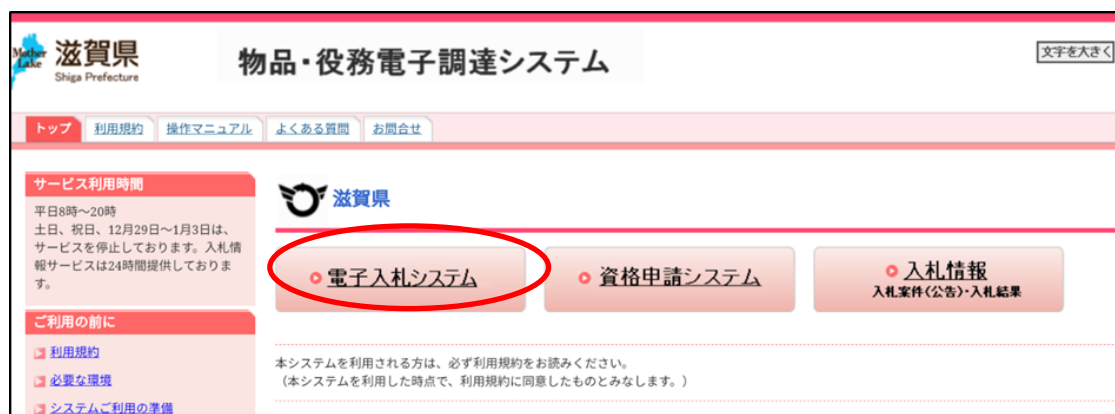 Mother Lake
滋賀県
Shiga Prefecture
物品・役務電子調達システム
文字を大きく
トップ 利用規約 操作マニュアル よくある質問 お問合せ
サービス利用時間
平日8時～20時
土日、祝日、12月29日～1月3日は、
サービスを停止しております。入札情
報サービスは24時間提供しておりま
す。
ご利用の前に
利用規約
必要な環境
システムご利用の準備
滋賀県
電子入札システム
資格申請システム
入札情報
入札案件(公告)・入札結果
本システムを利用される方は、必ず利用規約をお読みください。
（本システムを利用した時点で、利用規約に同意したものとみなします。）